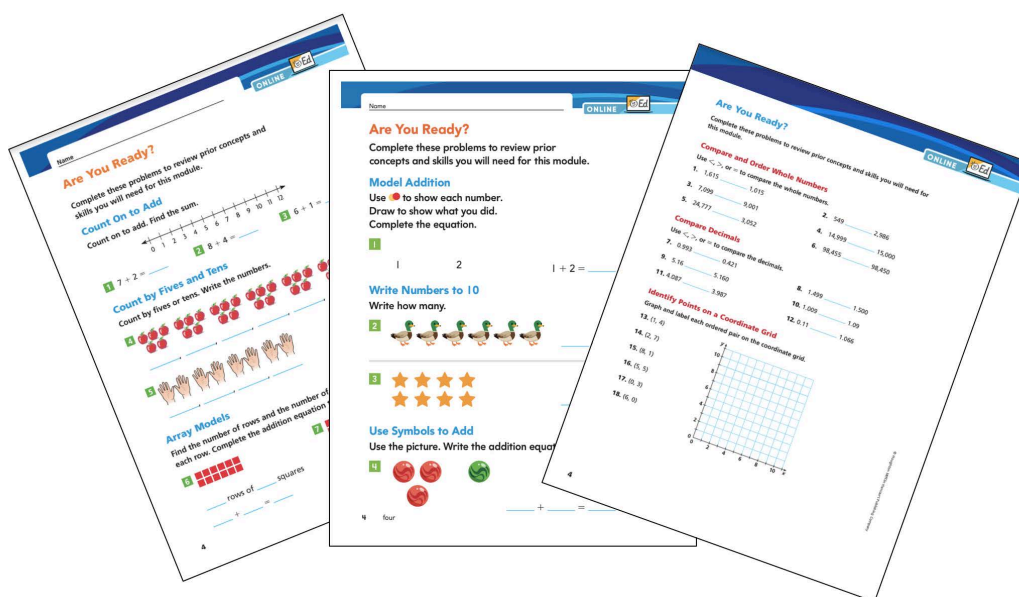 ONLINE
Ed
Name
Are You Ready?
Complete these problems to review prior concepts and
skills you will need for this module.
Count On to Add
Count on to add. Find the sum.
0 1 2 3 4 5 6 7 8 9 10 11 12
1 7 + 2 =
2 8 + 4 =
3 6 + 1 =
Count by Fives and Tens
Count by fives or tens. Write the numbers.
4
5
Array Models
Find the number of rows and the number of
each row. Complete the addition equation
6
7
rows of squares
+ =
4
Name
ONLINE
Ed
Are You Ready?
Complete these problems to review prior
concepts and skills you will need for this module.
Model Addition
Use to show each number.
Draw to show what you did.
Complete the equation.
1
1 2 1 + 2 =
Write Numbers to 10
Write how many.
2
3
Use Symbols to Add
Use the picture. Write the addition equat
4
+ =
4 four
ONLINE
Ed
Are You Ready?
Complete these problems to review prior concepts and skills you will need for
this module.
Compare and Order Whole Numbers
Use <, >, or = to compare the whole numbers.
1. 1,615 1,015
2. 549 2,986
3. 7,099 9,001
4. 14,999 15,000
5. 24,777 3,052
6. 98,455 98,450
Compare Decimals
Use <, >, or = to compare the decimals.
7. 0.993 0.421
8. 1.499 1.500
9. 5.16 5.160
10. 1.009 1.09
11. 4.087 3.987
12. 0.11 1.066
Identify Points on a Coordinate Grid
Graph and label each ordered pair on the coordinate grid.
13. (1, 4)
14. (2, 7)
15. (8, 1)
16. (5, 5)
17. (0, 3)
18. (6, 0)
y
10
8
6
4
2
0
0 2 4 6 8 10 x
4